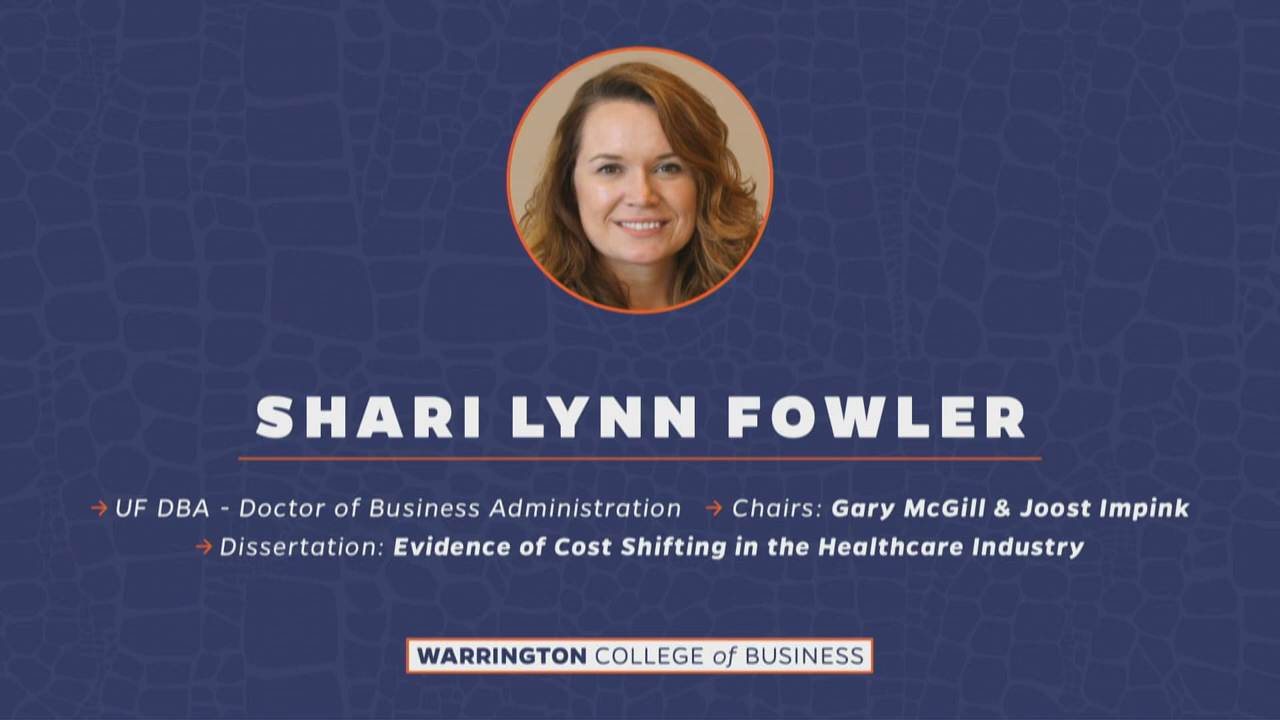 SHARI LYNN FOWLER
→ UF DBA - Doctor of Business Administration → Chairs: Gary McGill & Joost Impink
→ Dissertation: Evidence of Cost Shifting in the Healthcare Industry
WARRINGTON COLLEGE of BUSINESS